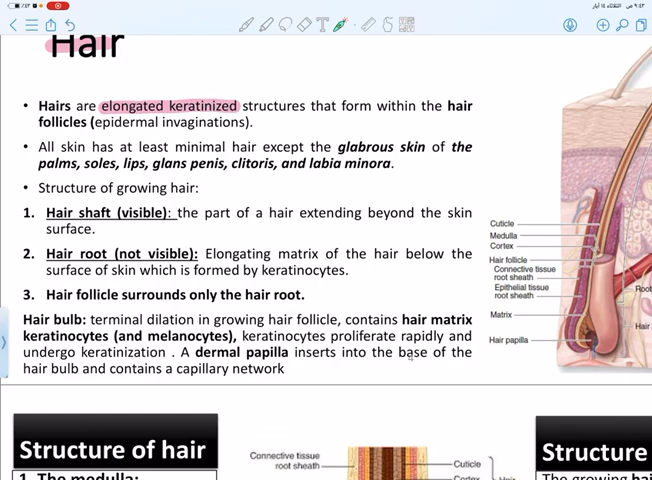 Hair
• Hairs are elongated keratinized structures that form within the hair
follicles (epidermal invaginations).
• All skin has at least minimal hair except the glabrous skin of the
palms, soles, lips, glans penis, clitoris, and labia minora.
• Structure of growing hair:
1. Hair shaft (visible): the part of a hair extending beyond the skin
surface.
2. Hair root (not visible): Elongating matrix of the hair below the
surface of skin which is formed by keratinocytes.
3. Hair follicle surrounds only the hair root.
Hair bulb: terminal dilation in growing hair follicle, contains hair matrix
keratinocytes (and melanocytes), keratinocytes proliferate rapidly and
undergo keratinization . A dermal papilla inserts into the base of the
hair bulb and contains a capillary network
Cuticle
Medulla
Cortex
Hair follicle
Connective tissue
root sheath
Epithelial tissue
root sheath
Matrix
Hair papilla
Root
Hair
Structure of hair
1. The medulla:
Connective tissue
root sheath
Cuticle
Cortex
Hair
Structure
The growing hai